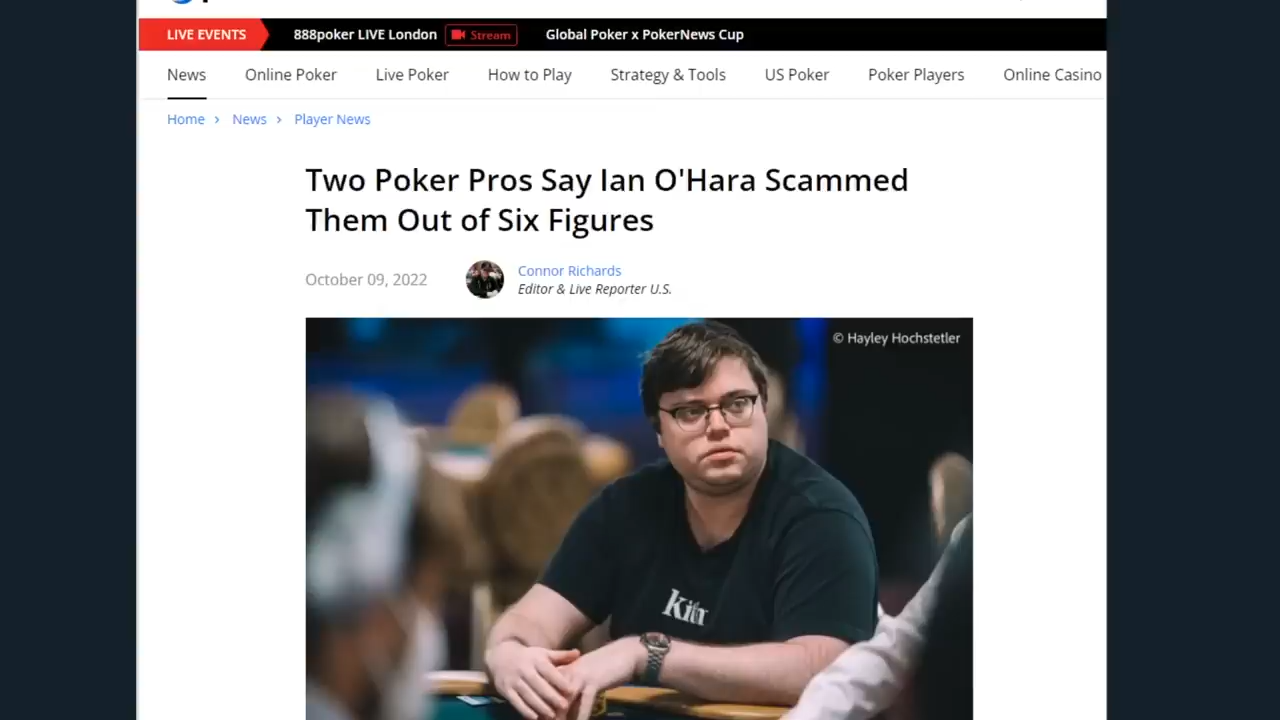 LIVE EVENTS 888poker LIVE London Stream Global Poker x PokerNews Cup
News Online Poker Live Poker How to Play Strategy & Tools US Poker Poker Players Online Casino
Home › News › Player News
Two Poker Pros Say Ian O'Hara Scammed
Them Out of Six Figures
October 09, 2022
Connor Richards
Editor & Live Reporter U.S.
© Hayley Hochstetler
kith